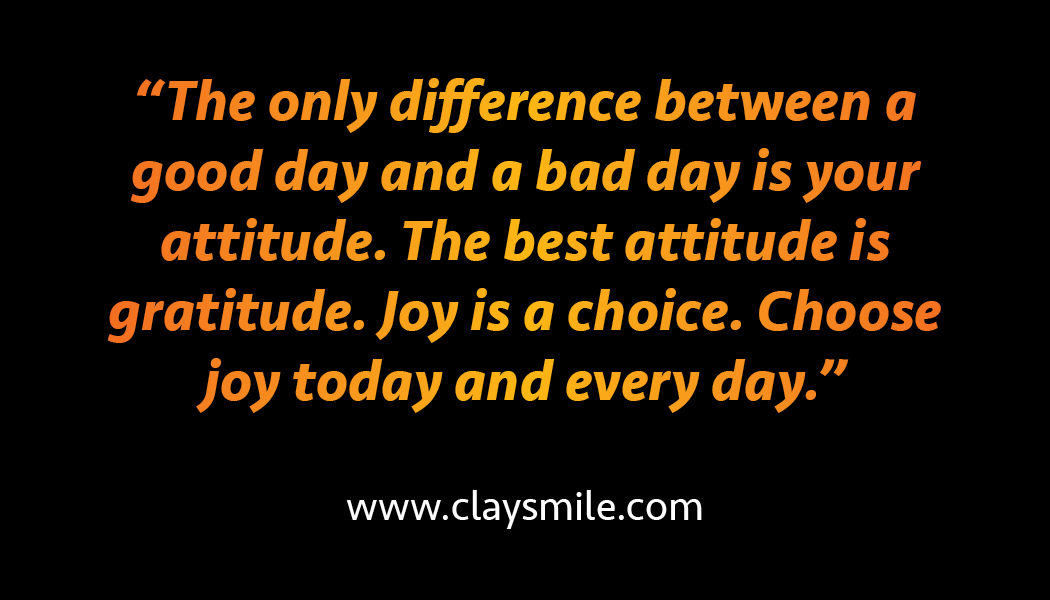 “The only difference between a
good day and a bad day is your
attitude. The best attitude is
gratitude. Joy is a choice. Choose
joy today and every day.”
www.claysmile.com